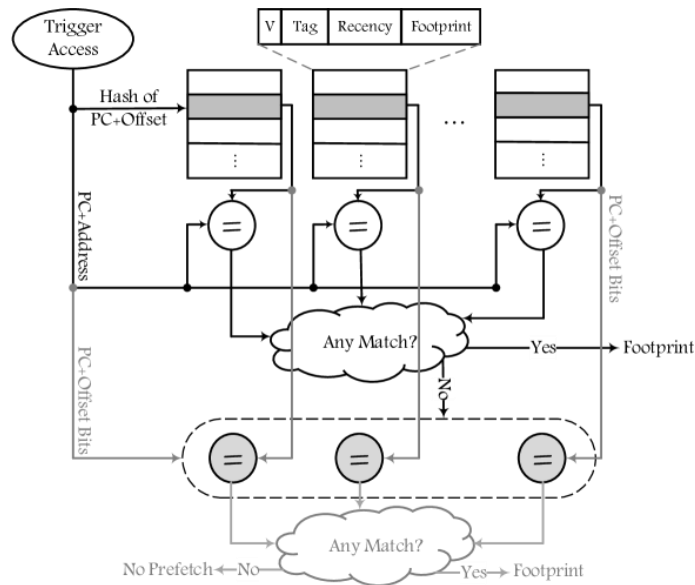 Trigger
Access
V Tag Recency Footprint
Hash of
PC+Offset
...
⋮
⋮
⋮
PC+Address
PC+Offset Bits
=
=
=
Any Match?
Yes
Footprint
No
PC+Offset Bits
=
=
=
Any Match?
No Prefetch
No
Yes
Footprint